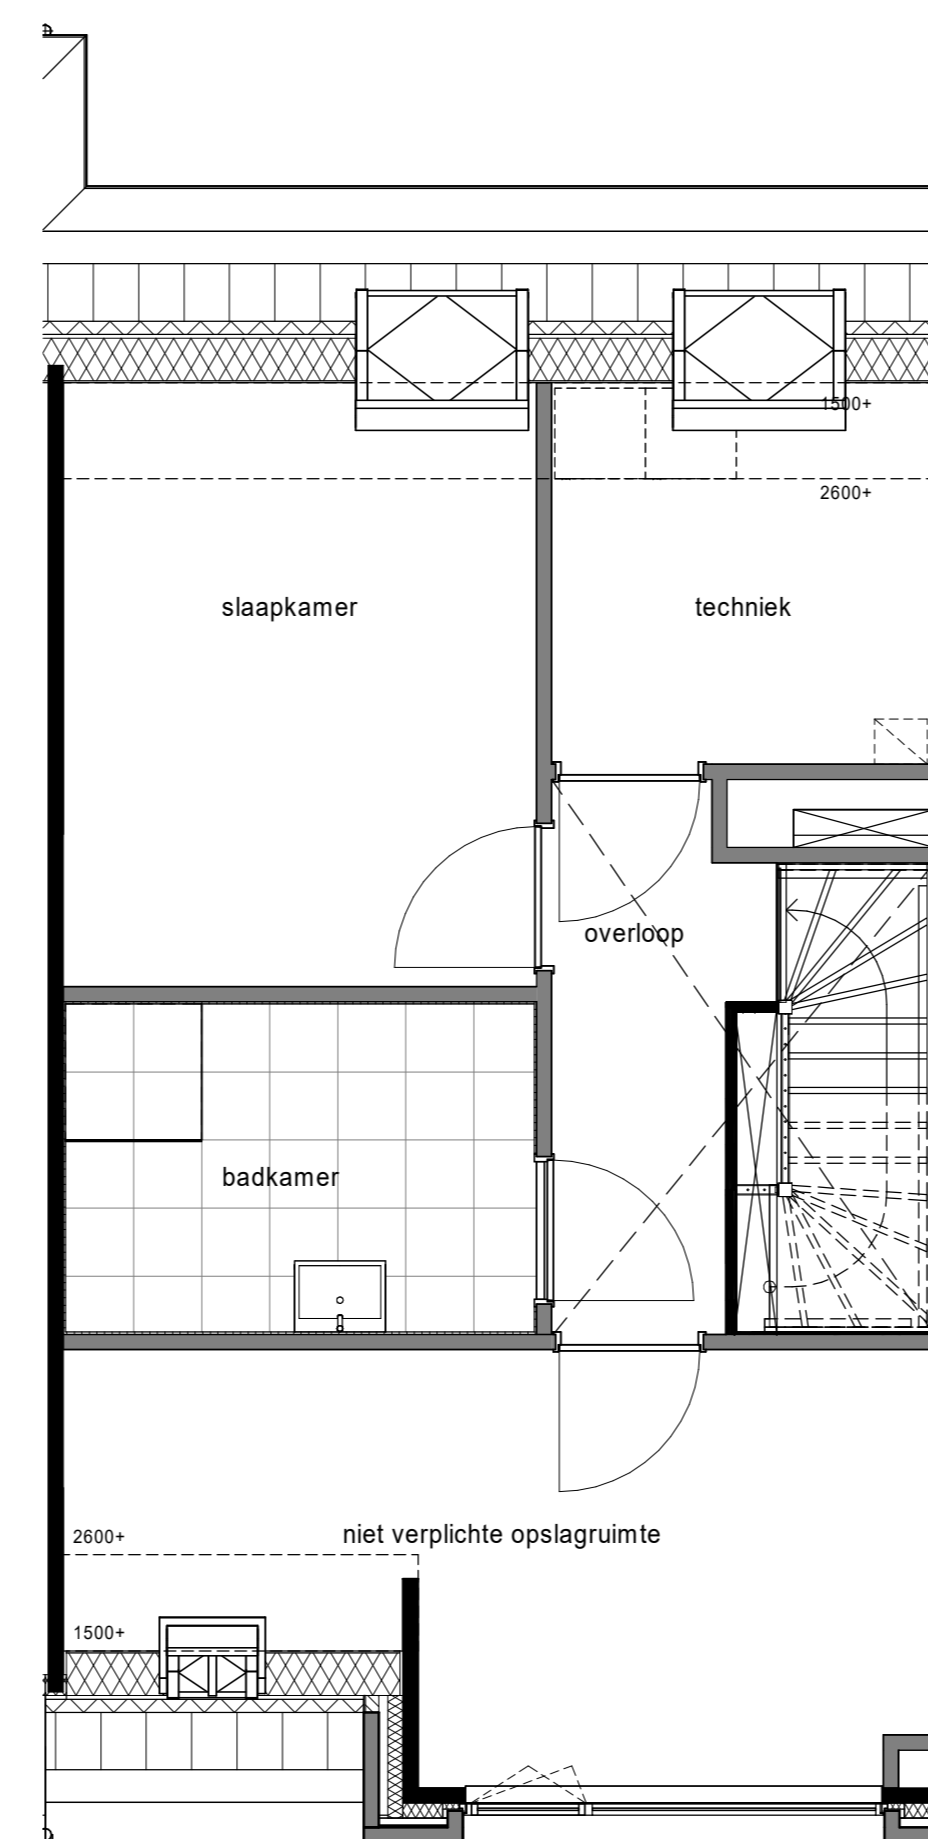 1500+
2600+
slaapkamer
techniek
overloop
badkamer
2600+
niet verplichte opslagruimte
1500+